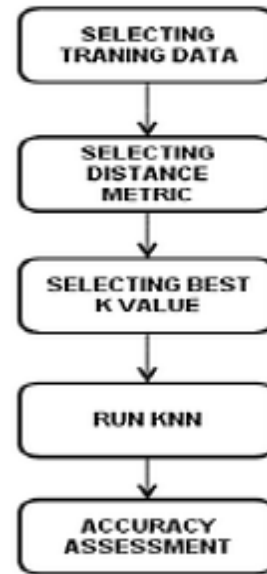 SELECTING
TRANING DATA
SELECTING
DISTANCE
METRIC
SELECTING BEST
K VALUE
RUN KNN
ACCURACY
ASSESSMENT